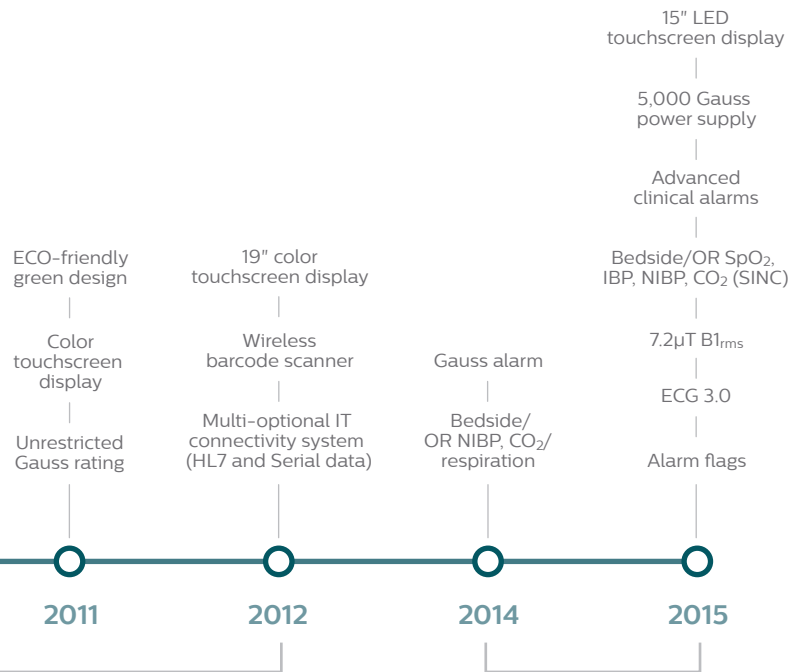 15" LED
touchscreen display
5,000 Gauss
power supply
Advanced
clinical alarms
Bedside/OR SpO₂,
IBP, NIBP, CO₂ (SINC)
7.2µT B1rms
ECG 3.0
Alarm flags
ECO-friendly
green design
Color
touchscreen
display
Unrestricted
Gauss rating
19" color
touchscreen display
Wireless
barcode scanner
Multi-optional IT
connectivity system
(HL7 and Serial data)
Gauss alarm
Bedside/
OR NIBP, CO₂/
respiration
2011
2012
2014
2015